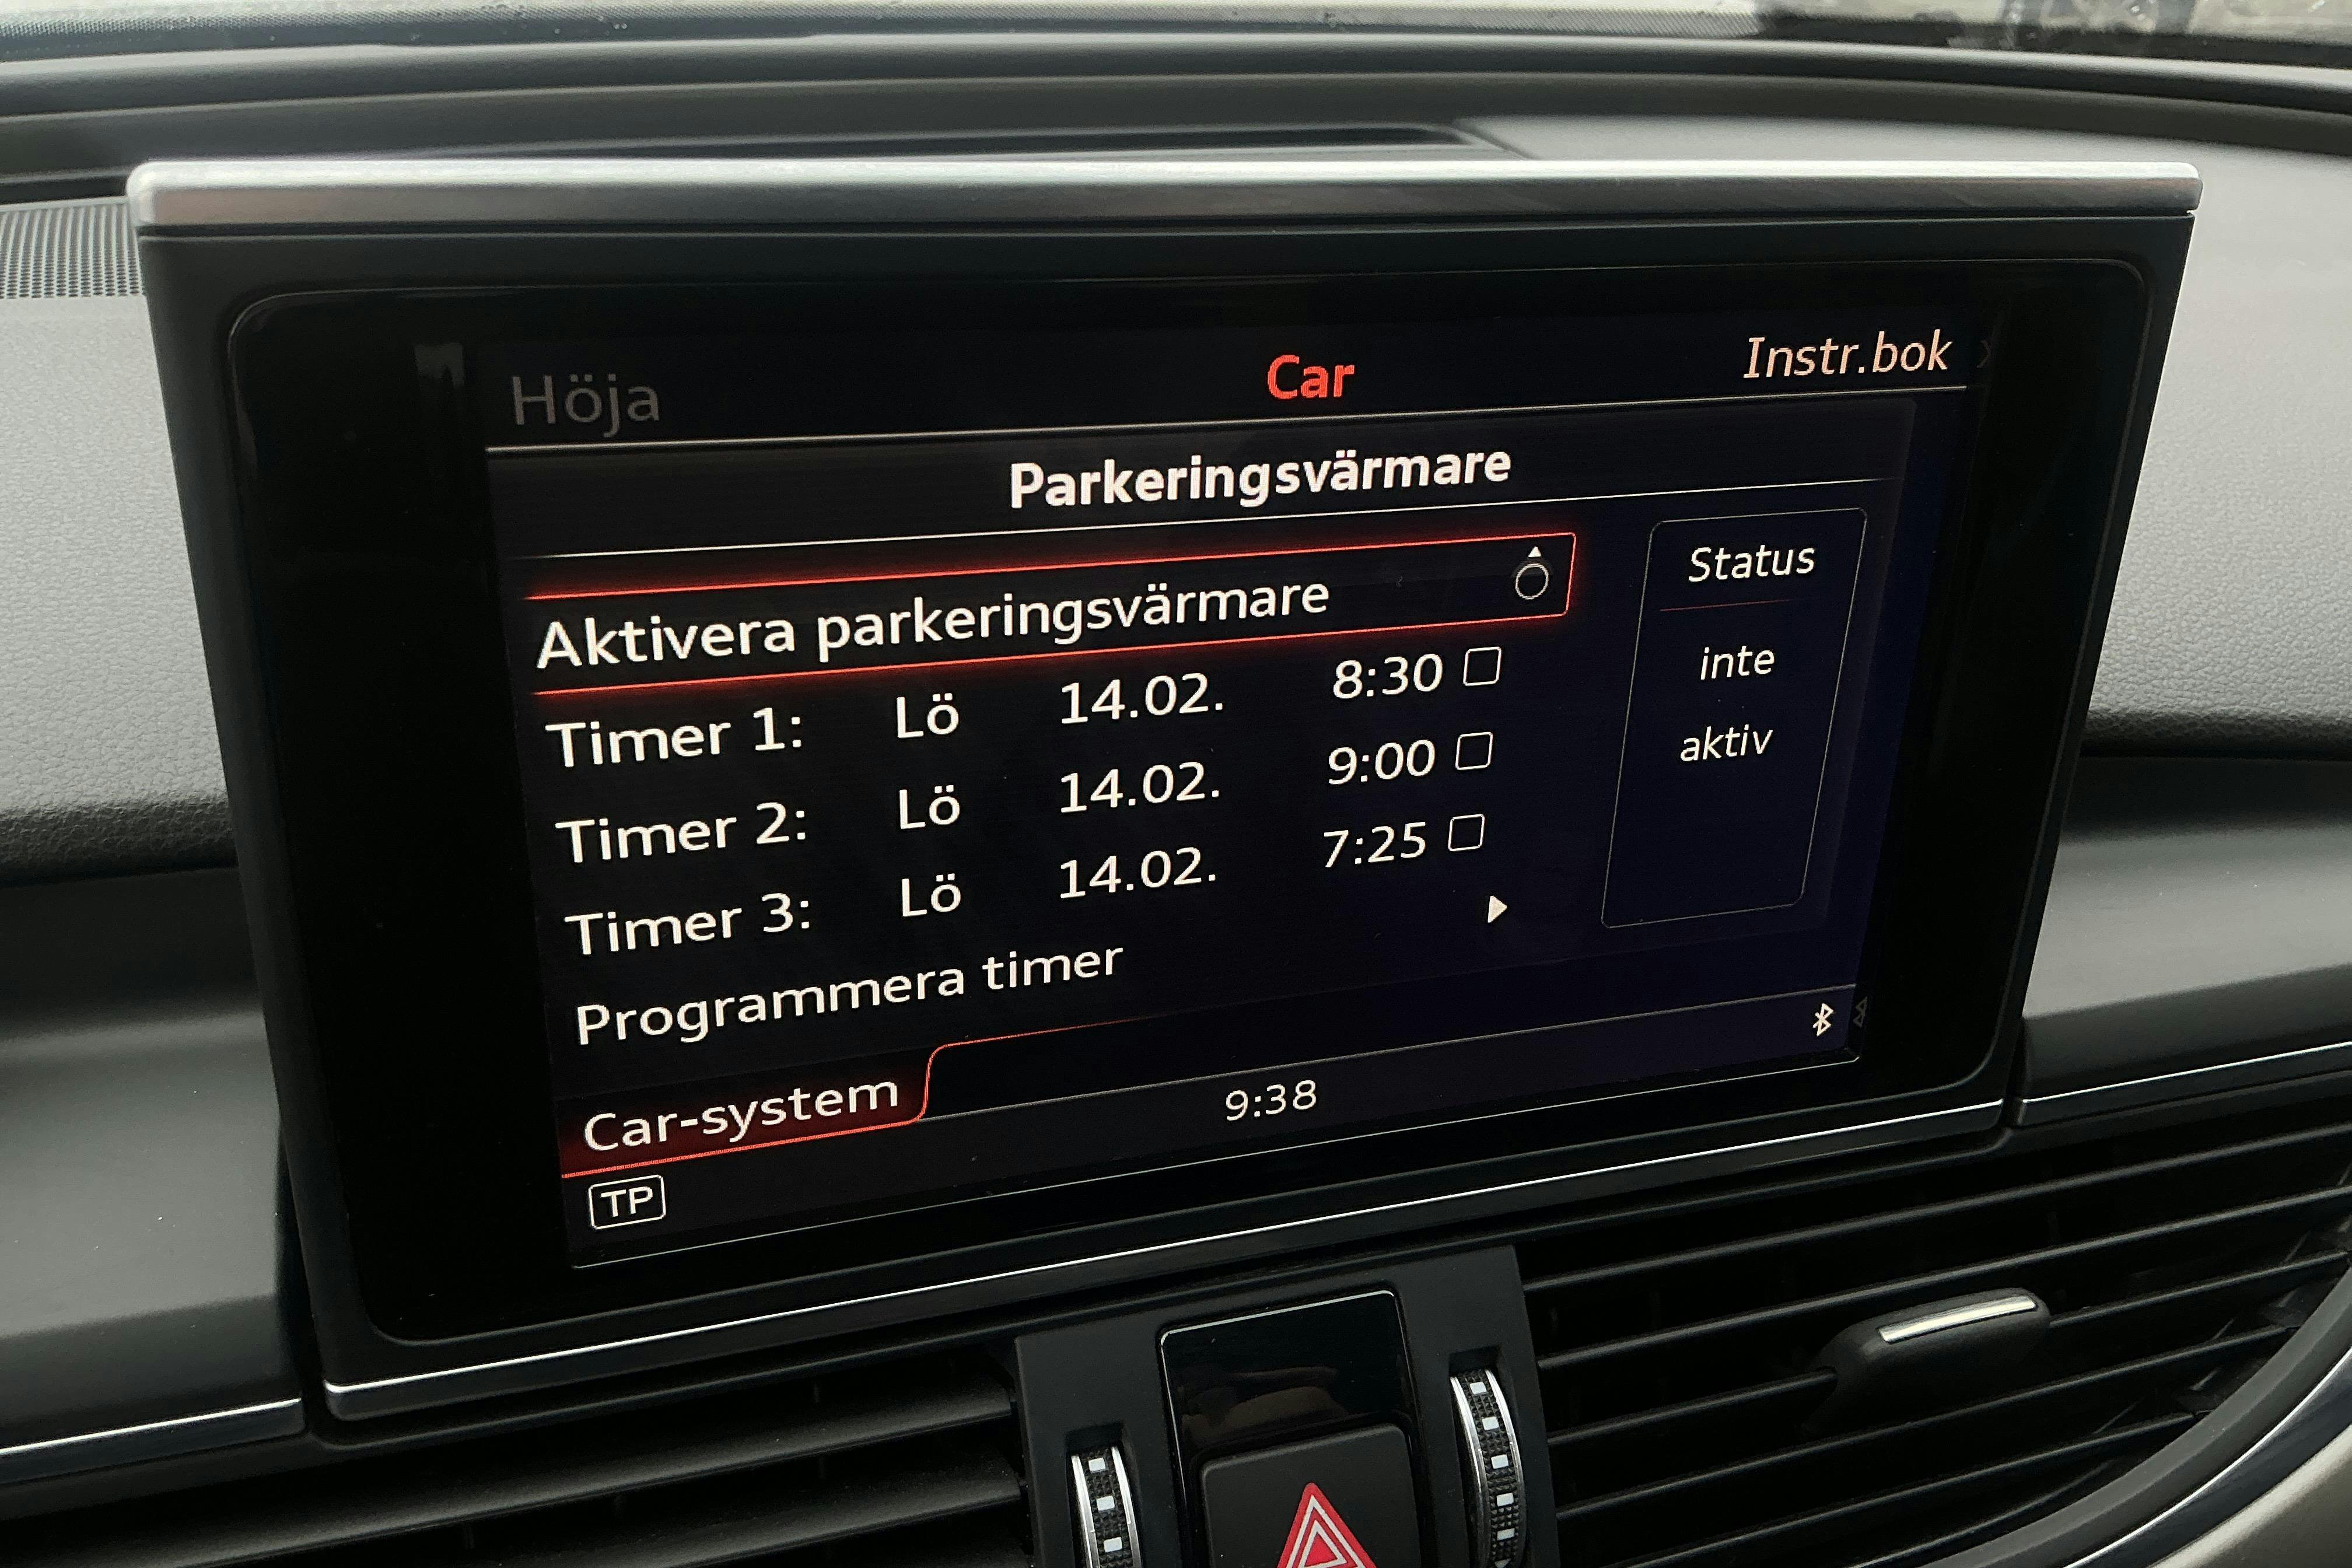 Höja Car Instr.bok
Parkeringsvärmare
Aktivera parkeringsvärmare
Timer 1: Lö 14.02. 8:30
Timer 2: Lö 14.02. 9:00
Timer 3: Lö 14.02. 7:25
Programmera timer
Status
inte
aktiv
Car-system
9:38
TP